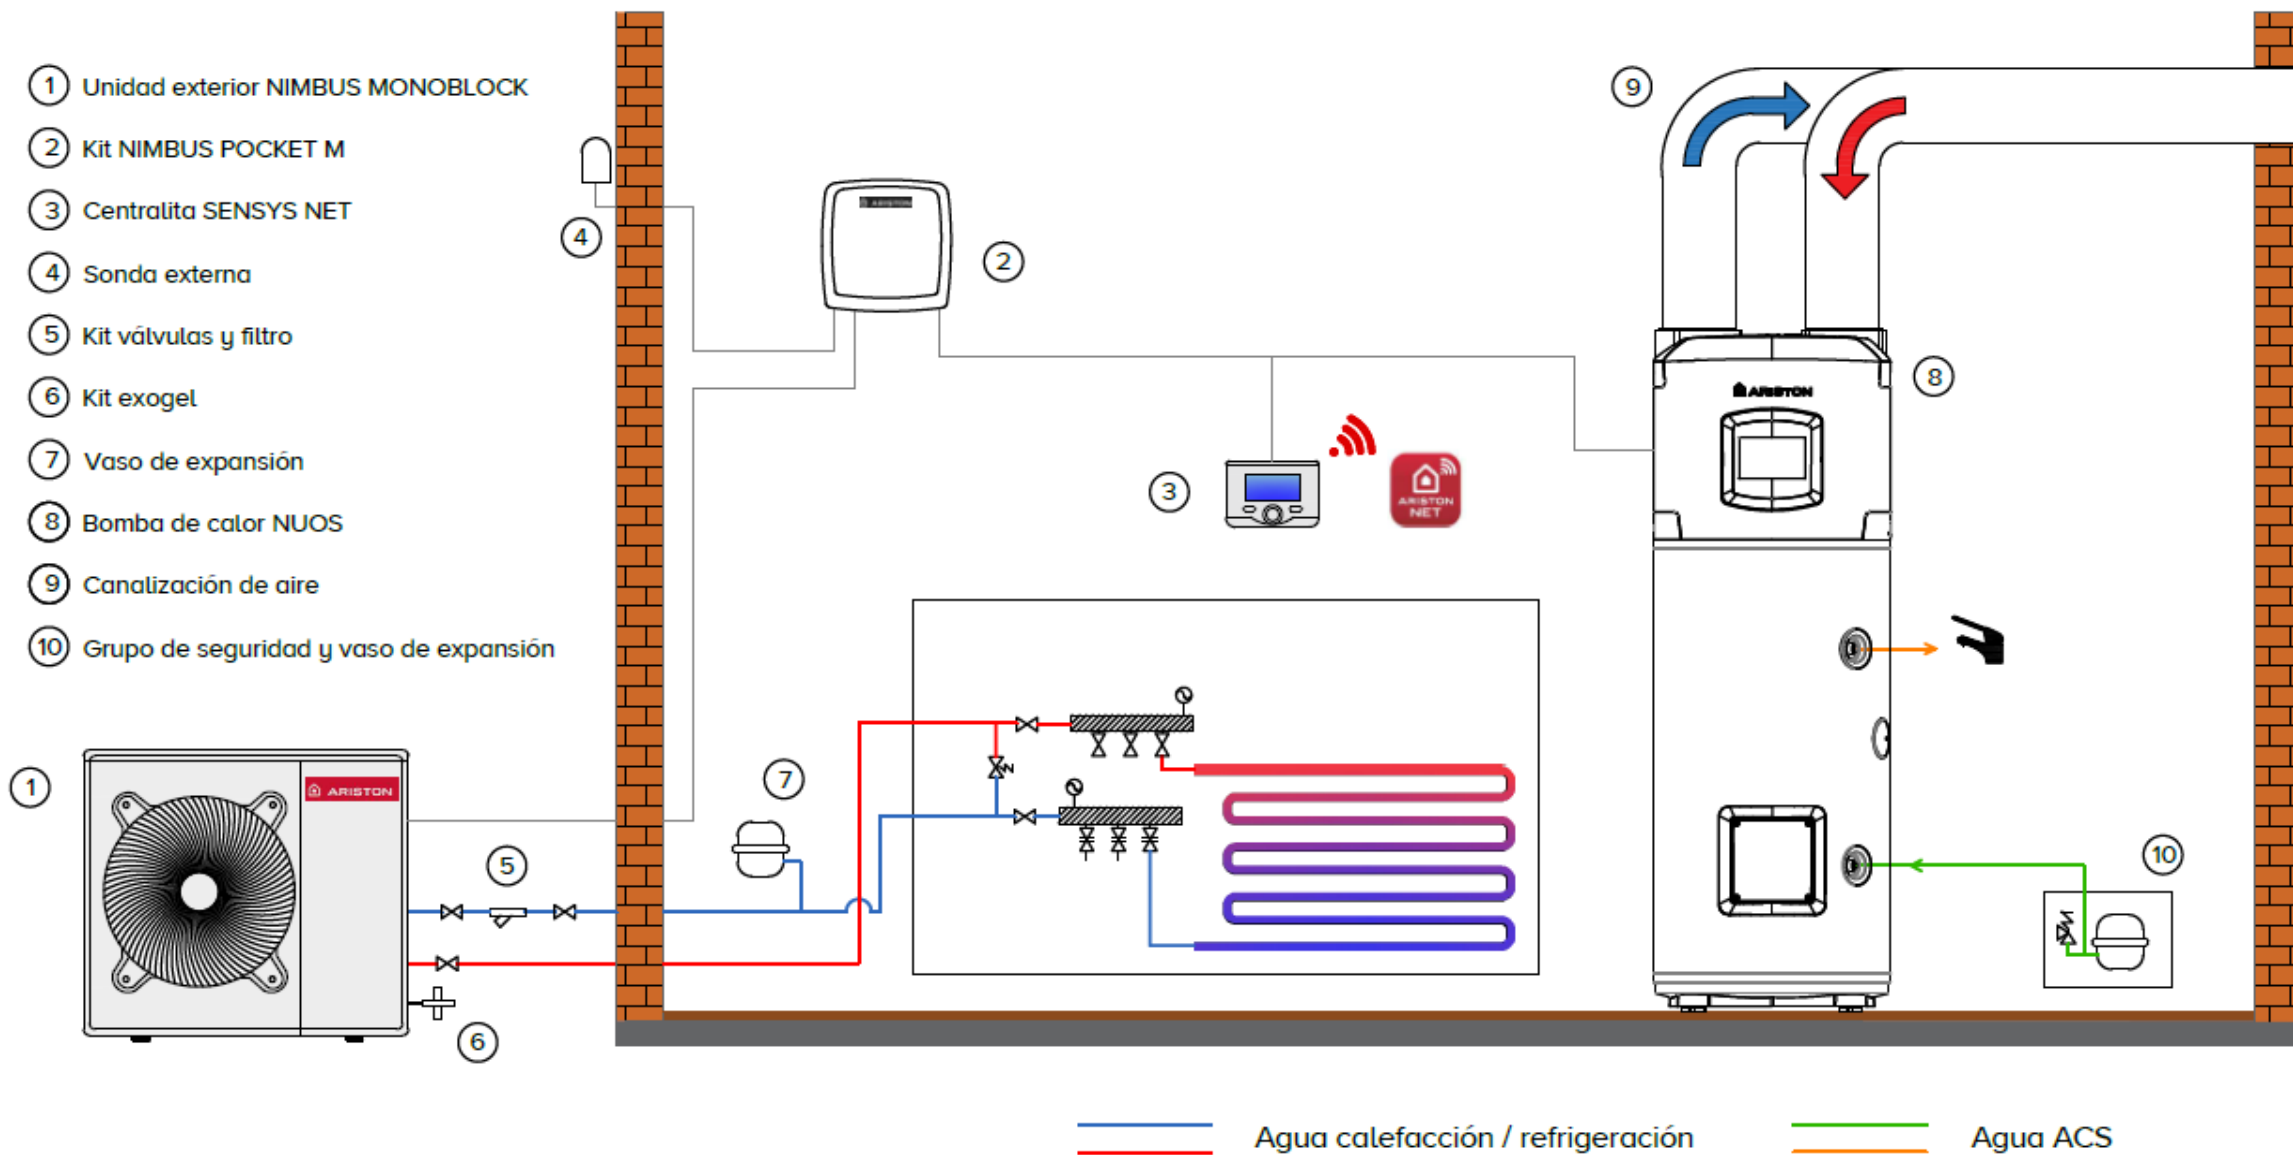 1 Unidad exterior NIMBUS MONOBLOCK
2 Kit NIMBUS POCKET M
3 Centralita SENSYS NET
4 Sonda externa
5 Kit válvulas y filtro
6 Kit exogel
7 Vaso de expansión
8 Bomba de calor NUOS
9 Canalización de aire
10 Grupo de seguridad y vaso de expansión
9
4
ARISTON
2
8
ARISTON
3
ARISTON
NET
1
ARISTON
7
5
10
6
Agua calefacción / refrigeración
Agua ACS